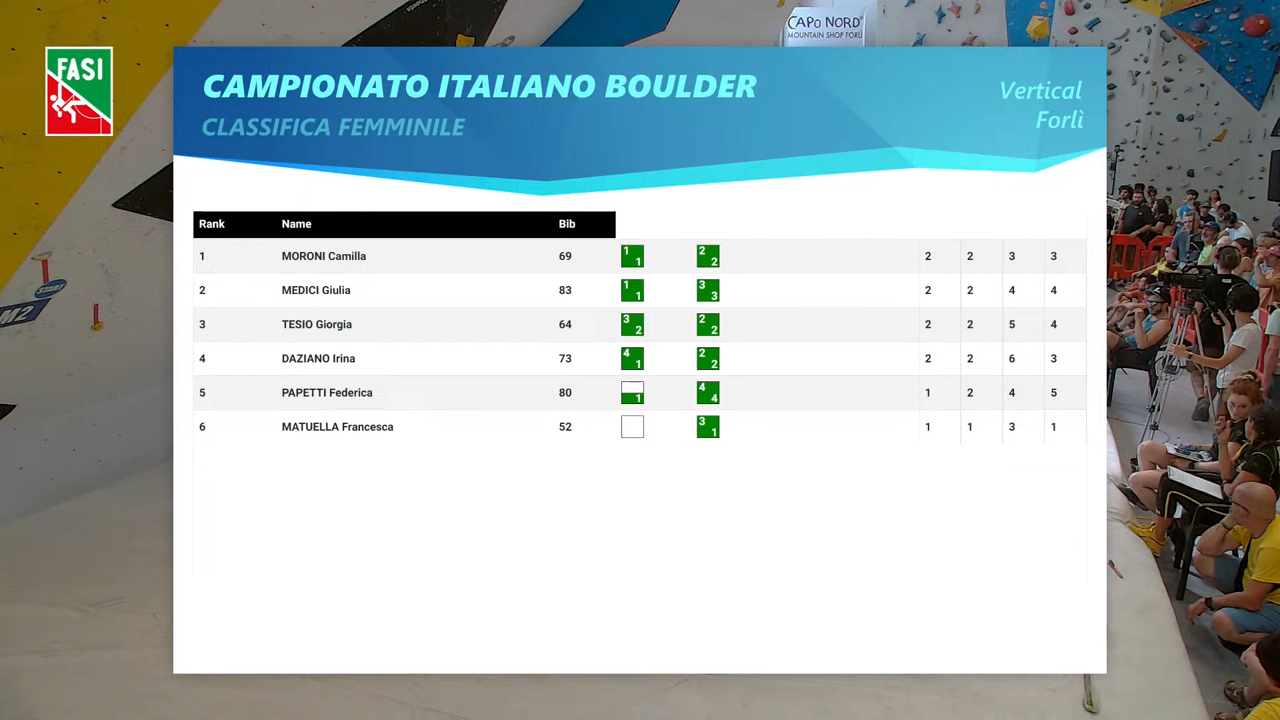 FASI
CAPO NORD
MOUNTAIN SHOP FORLÌ
CAMPIONATO ITALIANO BOULDER
CLASSIFICA FEMMINILE
Vertical
Forlì
Rank Name Bib
1 MORONI Camilla 69 1 1 2 2 2 2 3 3
2 MEDICI Giulia 83 1 1 3 3 2 2 4 4
3 TESIO Giorgia 64 3 2 2 2 2 2 5 4
4 DAZIANO Irina 73 4 1 2 2 2 2 6 3
5 PAPETTI Federica 80 1 4 4 1 2 4 5
6 MATUELLA Francesca 52 3 1 1 1 3 1
START
M2